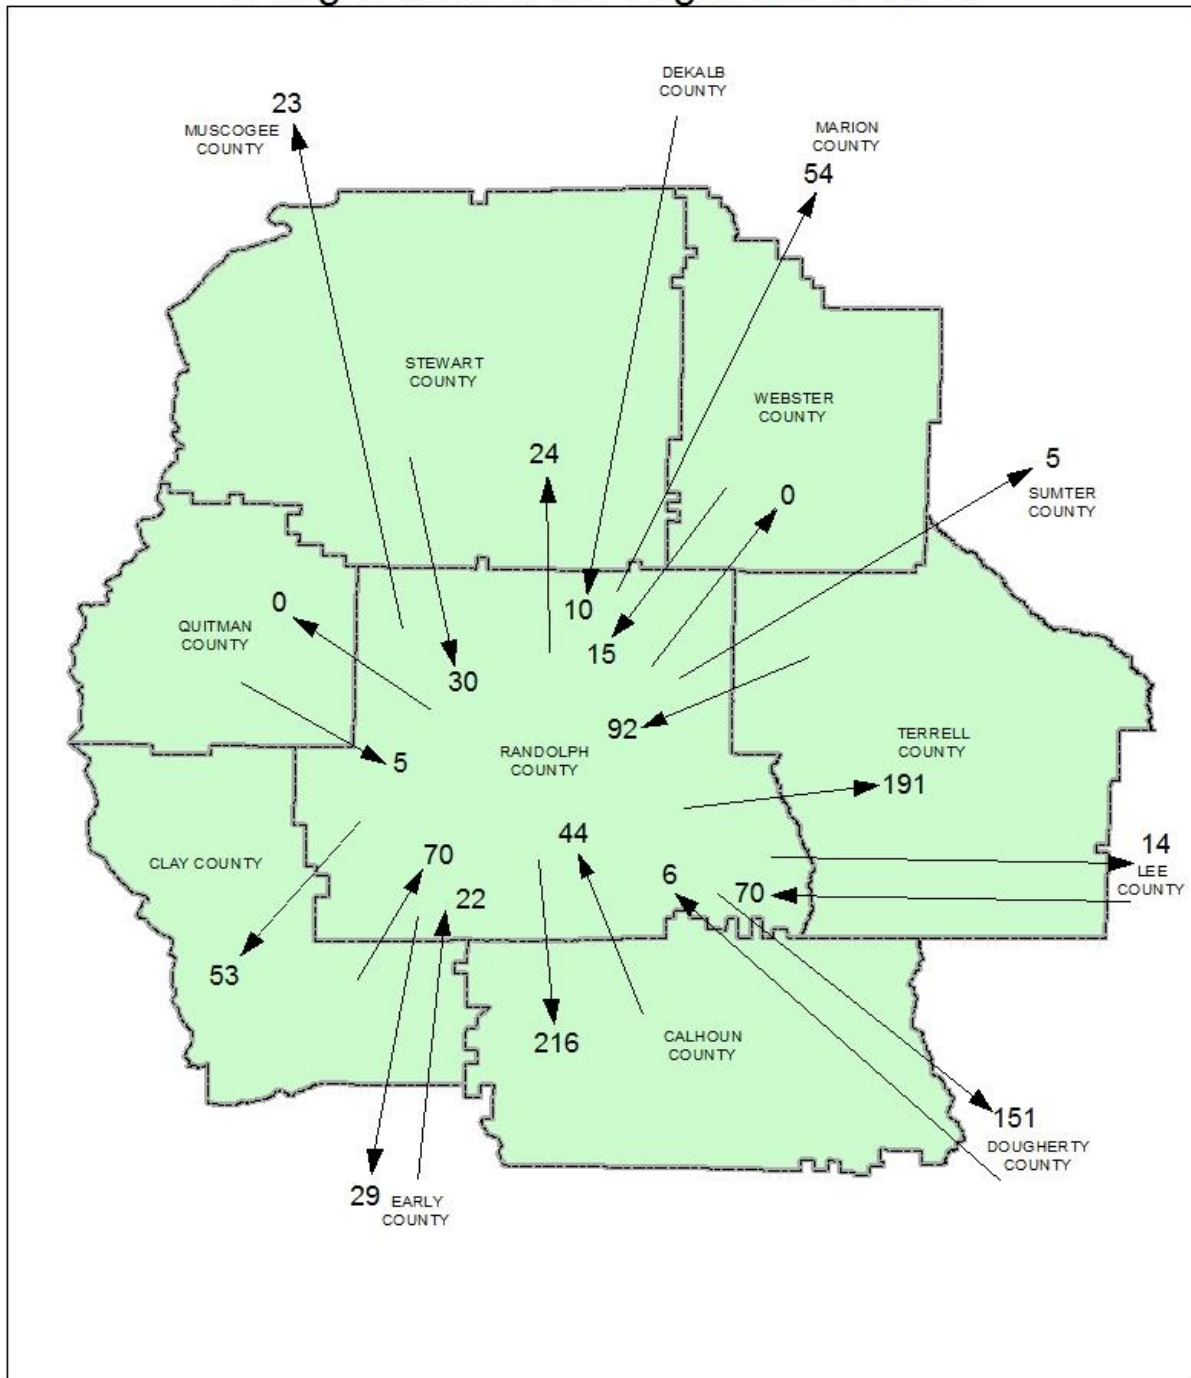 DEKALB
COUNTY
23
MUSCOGEE
COUNTY
MARION
COUNTY
54
STEWART
COUNTY
WEBSTER
COUNTY
24
0
5
SUMTER
COUNTY
0
QUITMAN
COUNTY
10
15
30
92
5
RANDOLPH
COUNTY
TERRELL
COUNTY
191
44
70
CLAY COUNTY
14
LEE
COUNTY
6
70
22
53
216
CALHOUN
COUNTY
151
DOUGHERTY
COUNTY
29
EARLY
COUNTY